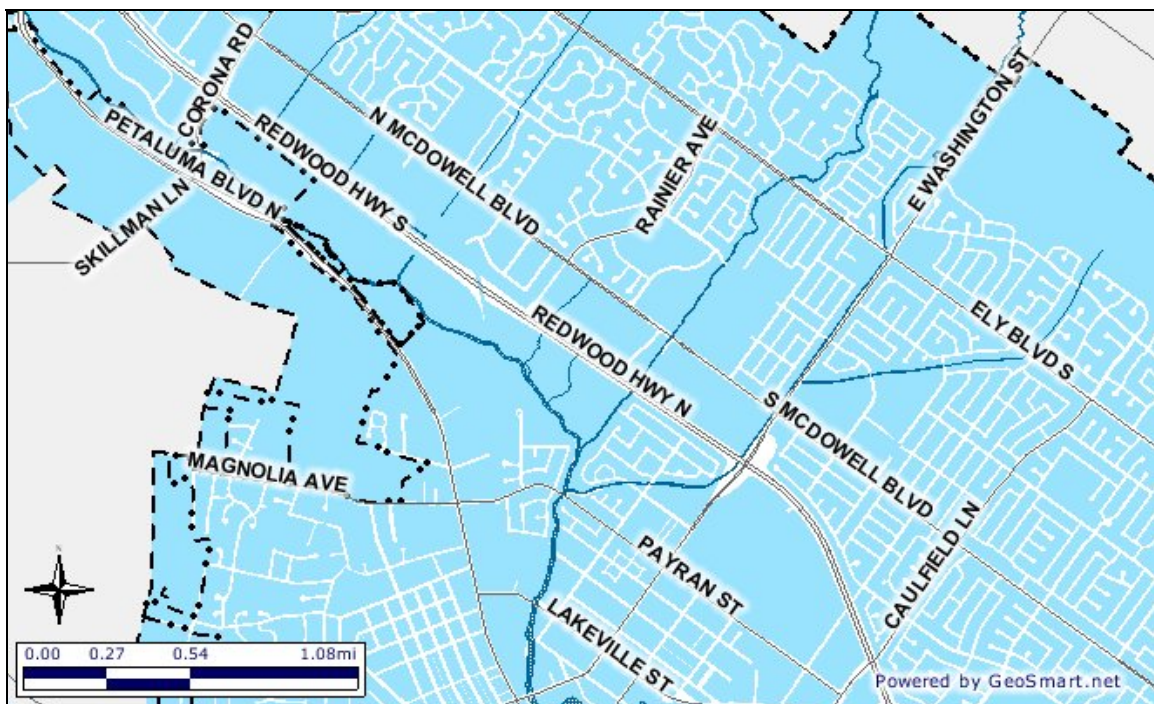 CORONA RD
E WASHINGTON ST
PETALUMA BLVD N
REDWOOD HWY S
N MCDOWELL BLVD
RAINIER AVE
SKILLMAN LN
ELY BLVD S
REDWOOD HWY N
S MCDOWELL BLVD
MAGNOLIA AVE
CAULFIELD LN
PAYRAN ST
LAKEVILLE ST
N
0.00 0.27 0.54 1.08mi
Powered by GeoSmart.net